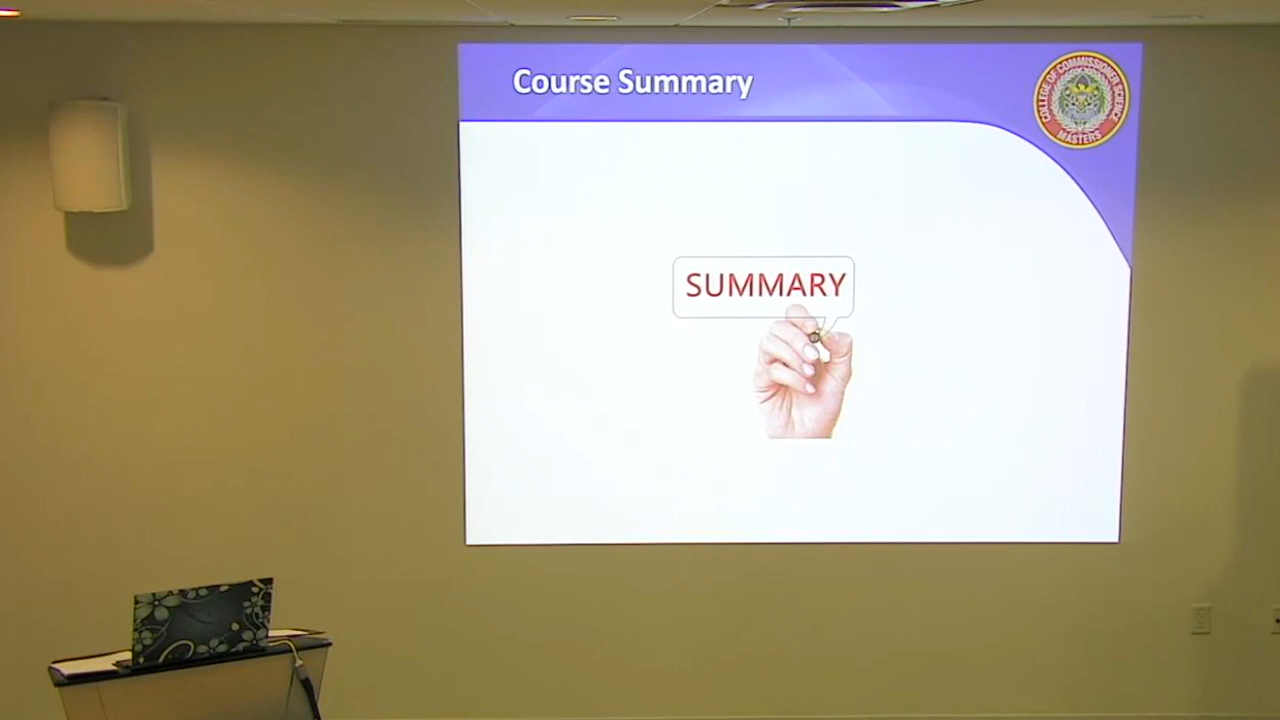 Course Summary
COLLEGE OF COMMISSIONER SCIENCE
MASTERS
SUMMARY